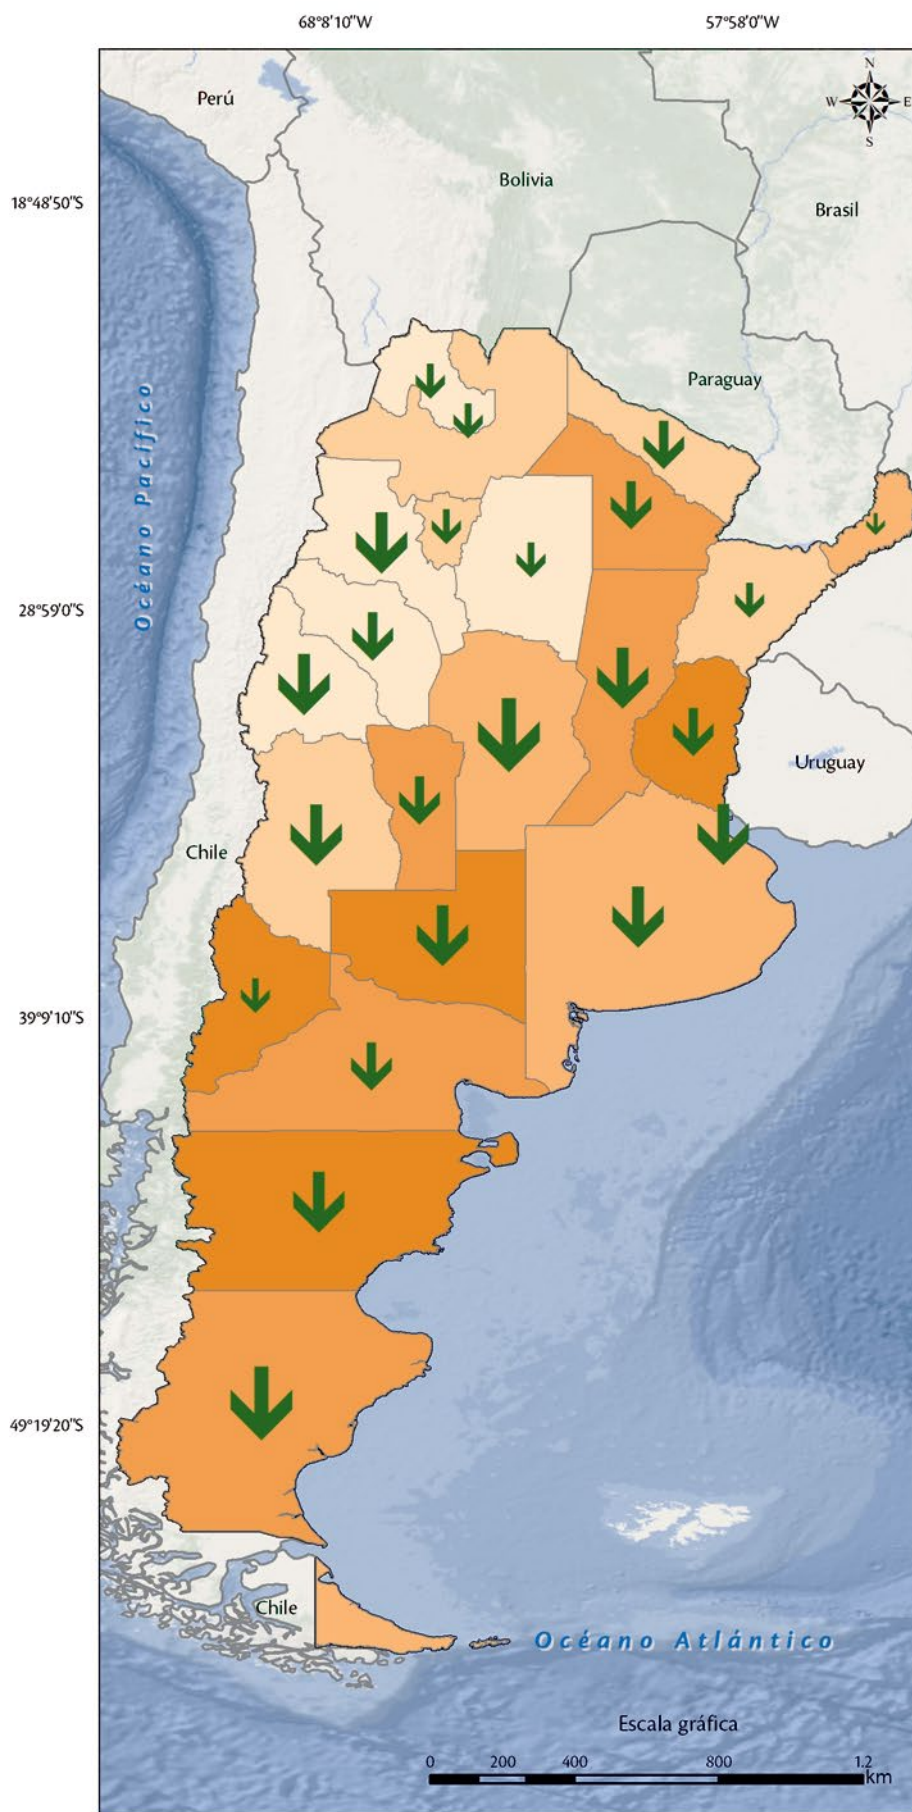 68°8'10"W
57°58'0"W
N
W
E
S
Perú
Bolivia
Brasil
18°48'50"S
Paraguay
Océano Pacífico
28°59'0"S
Uruguay
Chile
39°9'10"S
49°19'20"S
Chile
Océano Atlántico
Escala gráfica
0 200 400 800 1.2
km